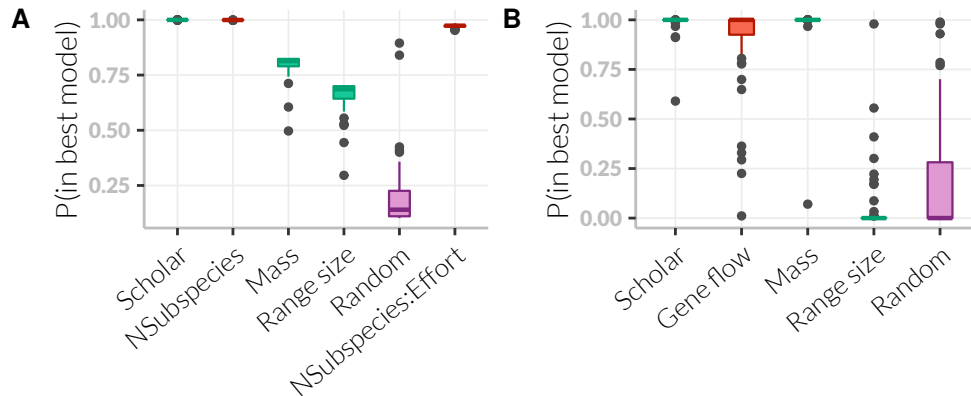 A
P(in best model)
1.00
0.75
0.50
0.25
Scholar
NSubspecies
Mass
Range size
Random
NSubspecies:Effort
B
P(in best model)
1.00
0.75
0.50
0.25
0.00
Scholar
Gene flow
Mass
Range size
Random